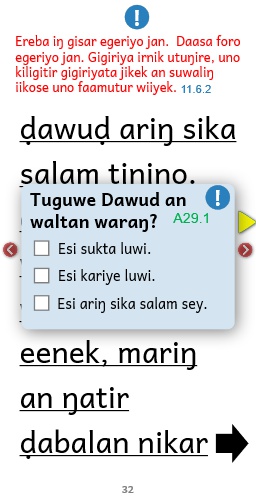 Ereba iŋ gisar egeriyo jan. Daasa foro
egeriyo jan. Gigiriya irnik utuŋire, uno
kiligitir gigiriyata jikek an suwaliŋ
iikose uno faamutur wiiyek. 11.6.2
ḍawuḍ ariŋ sika
salam tinino.
Tuguwe Dawud an
waltan waraŋ? A29.1
Esi sukta luwi.
Esi kariye luwi.
Esi ariŋ sika salam sey.
eenek, mariŋ
an ŋatir
ḍabalan nikar
32